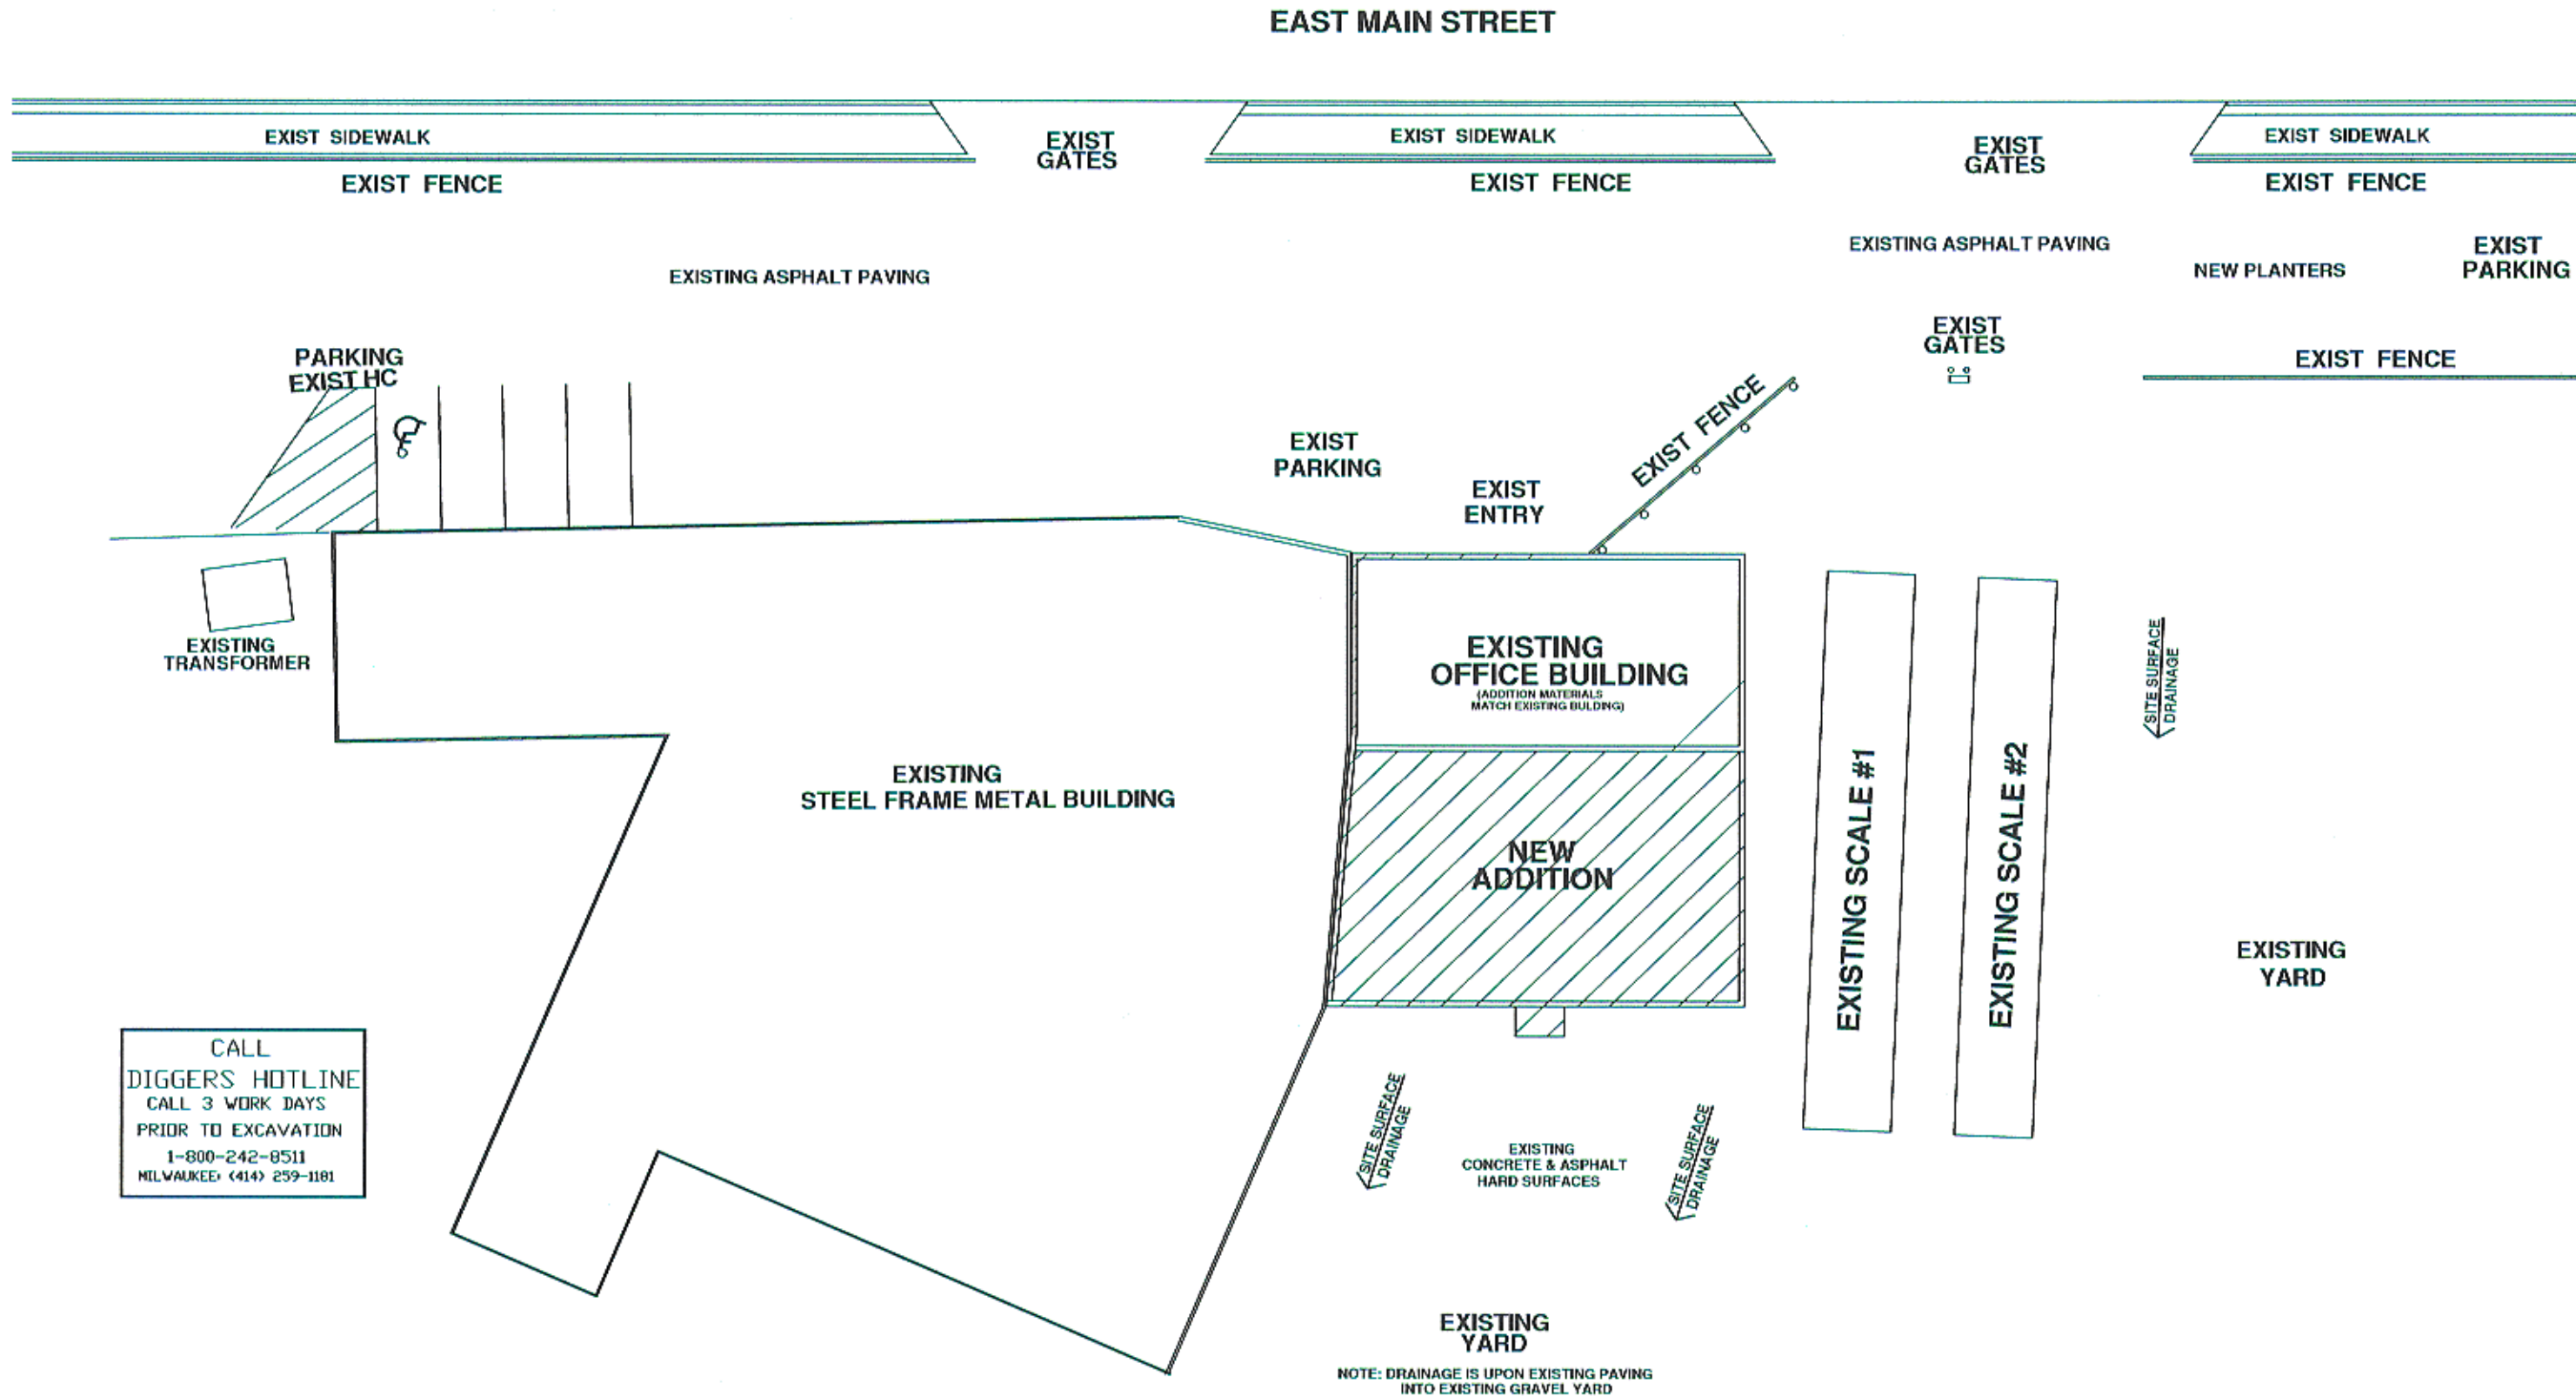 EAST MAIN STREET
EXIST SIDEWALK
EXIST
GATES
EXIST SIDEWALK
EXIST
GATES
EXIST SIDEWALK
EXIST FENCE
EXIST FENCE
EXIST FENCE
EXISTING ASPHALT PAVING
EXISTING ASPHALT PAVING
NEW PLANTERS
EXIST
PARKING
EXIST
GATES
EXIST FENCE
PARKING
EXIST HC
EXIST
PARKING
EXIST
ENTRY
EXIST FENCE
EXISTING
TRANSFORMER
EXISTING
OFFICE BUILDING
(ADDITION MATERIALS
MATCH EXISTING BULDING)
SITE SURFACE
DRAINAGE
EXISTING
STEEL FRAME METAL BUILDING
NEW
ADDITION
EXISTING SCALE #1
EXISTING SCALE #2
EXISTING
YARD
CALL
DIGGERS HOTLINE
CALL 3 WORK DAYS
PRIOR TO EXCAVATION
1-800-242-8511
MILWAUKEE: (414) 259-1181
SITE SURFACE
DRAINAGE
EXISTING
CONCRETE & ASPHALT
HARD SURFACES
SITE SURFACE
DRAINAGE
EXISTING
YARD
NOTE: DRAINAGE IS UPON EXISTING PAVING
INTO EXISTING GRAVEL YARD